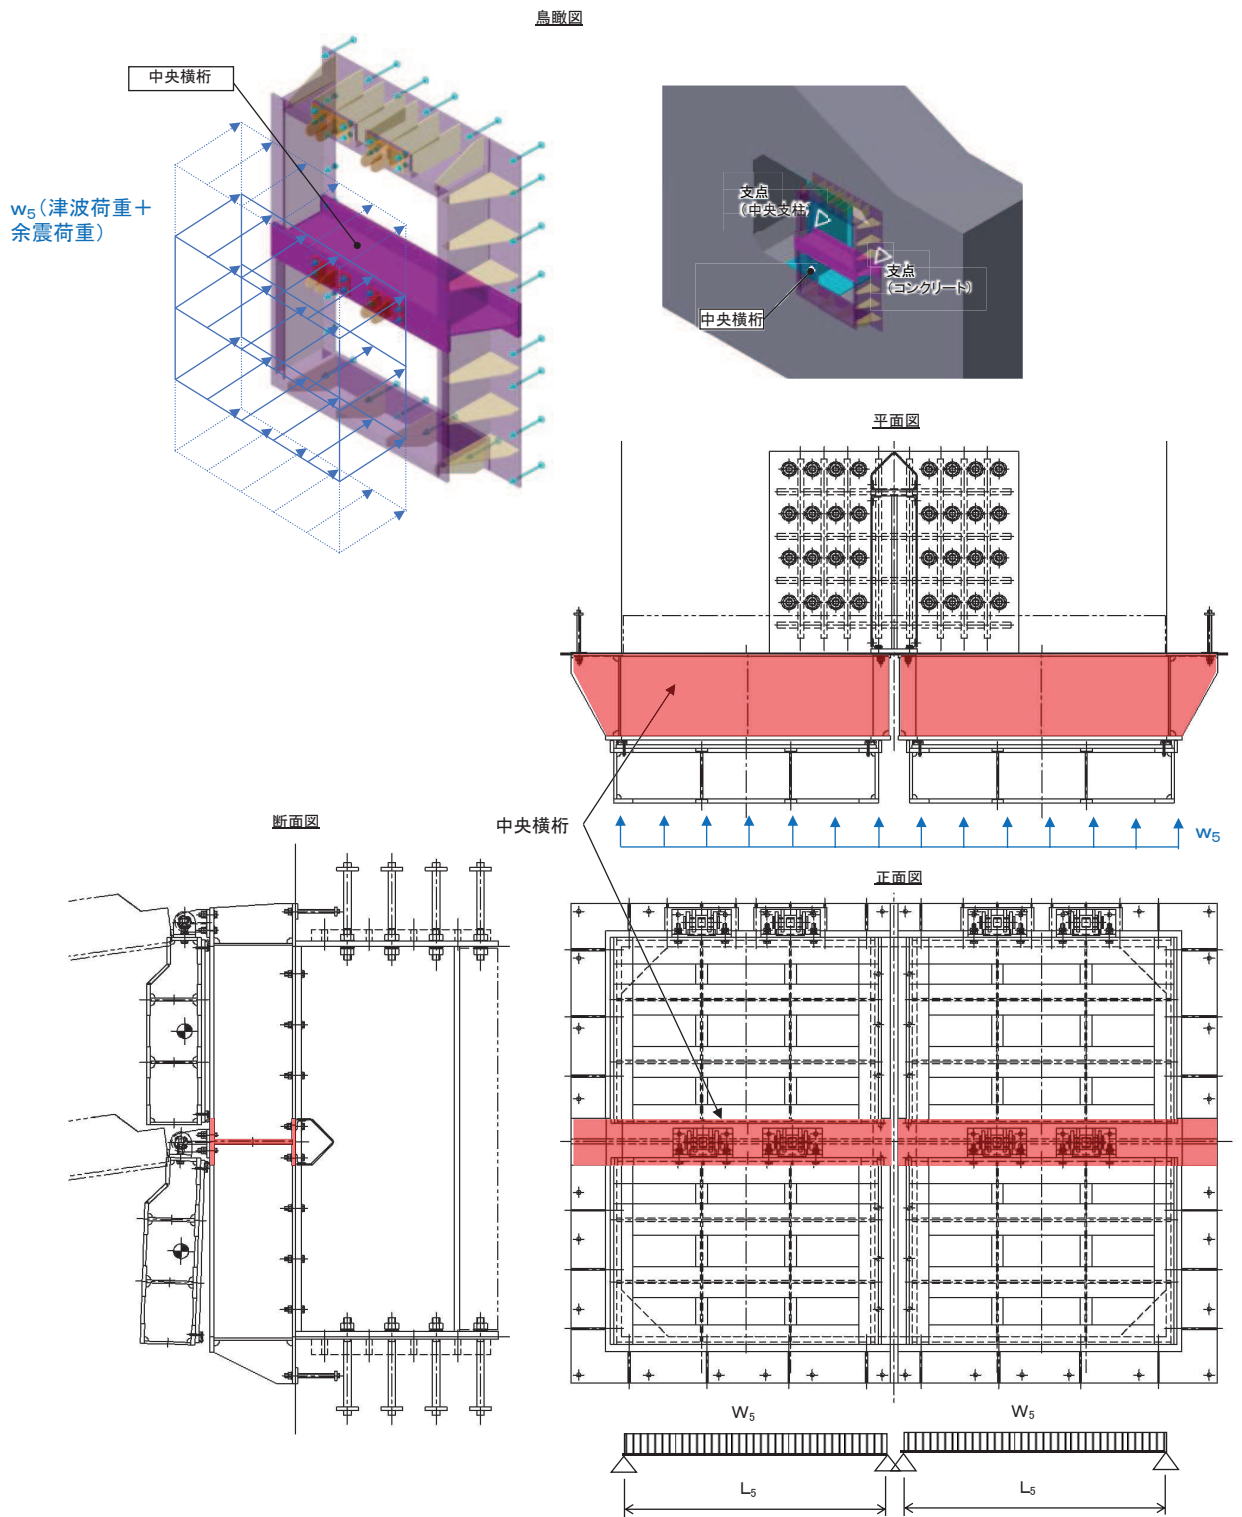 鳥瞰図
中央横桁
w₅(津波荷重＋
余震荷重)
支点
(中央支柱)
支点
(コンクリート)
中央横桁
平面図
w₅
断面図
中央横桁
正面図
W₅
W₅
L₅
L₅